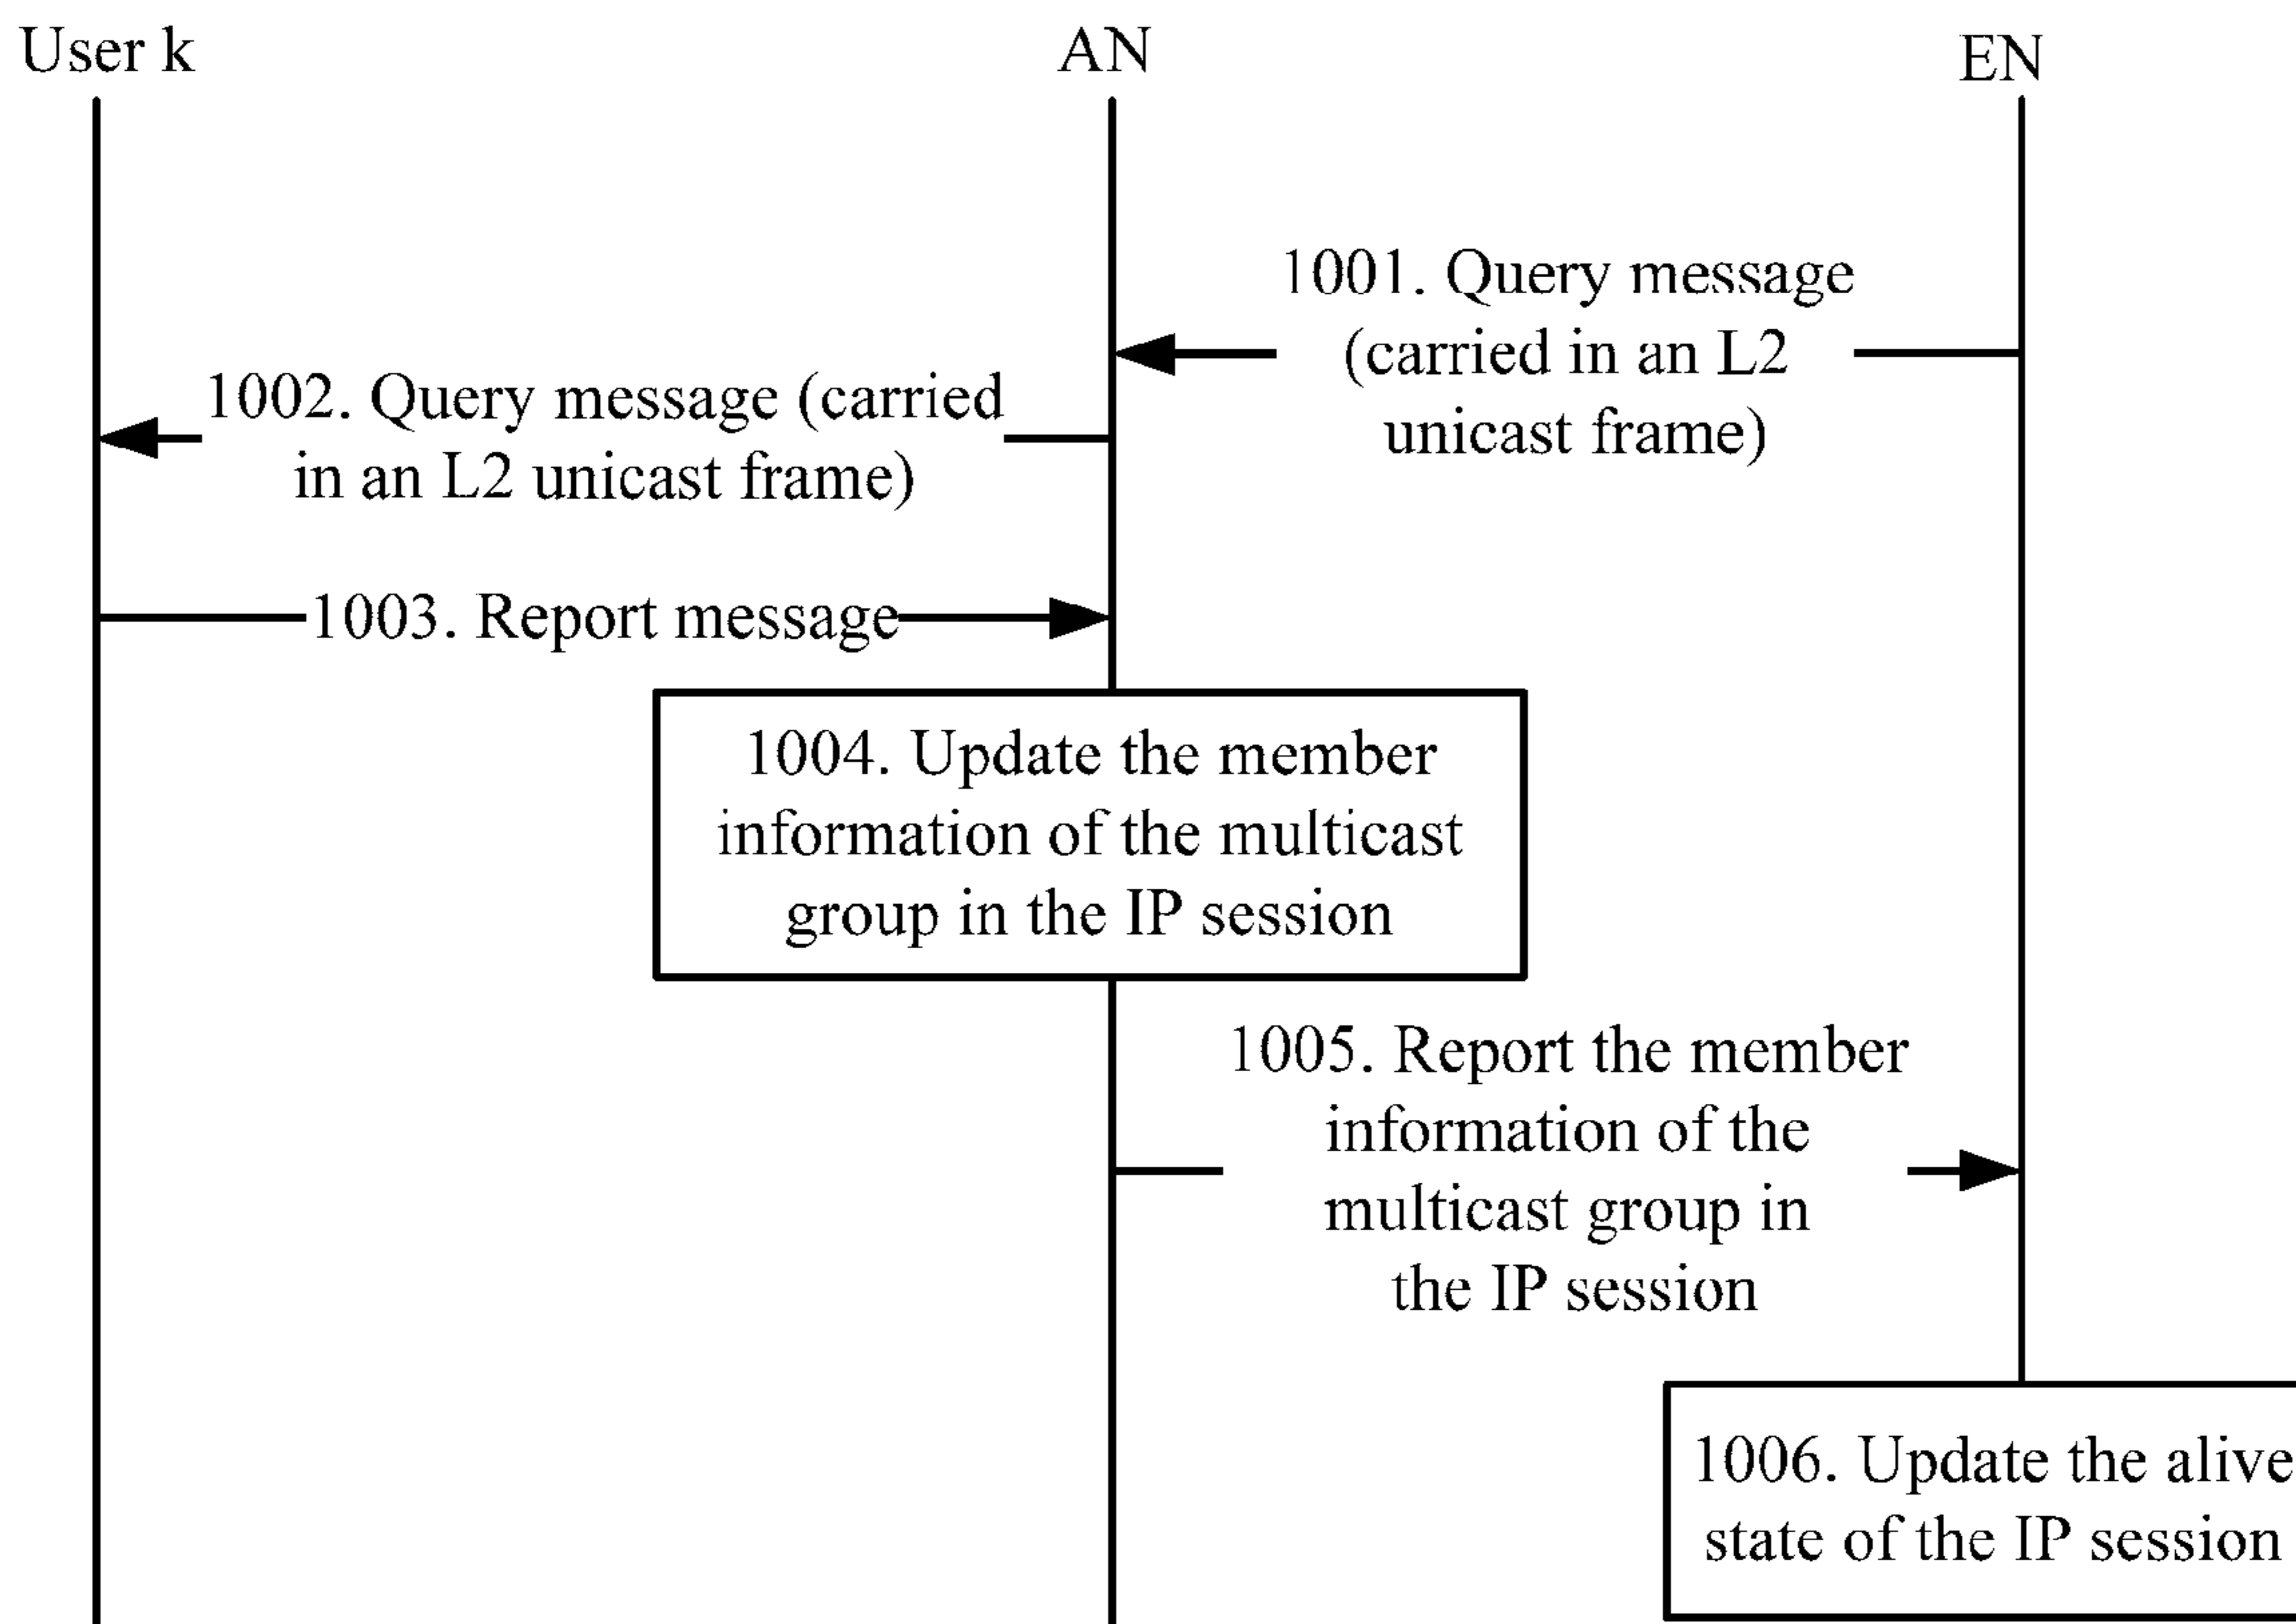 User k
AN
EN
1001. Query message
(carried in an L2
unicast frame)
1002. Query message (carried
in an L2 unicast frame)
1003. Report message
1004. Update the member
information of the multicast
group in the IP session
1005. Report the member
information of the
multicast group in
the IP session
1006. Update the alive
state of the IP session